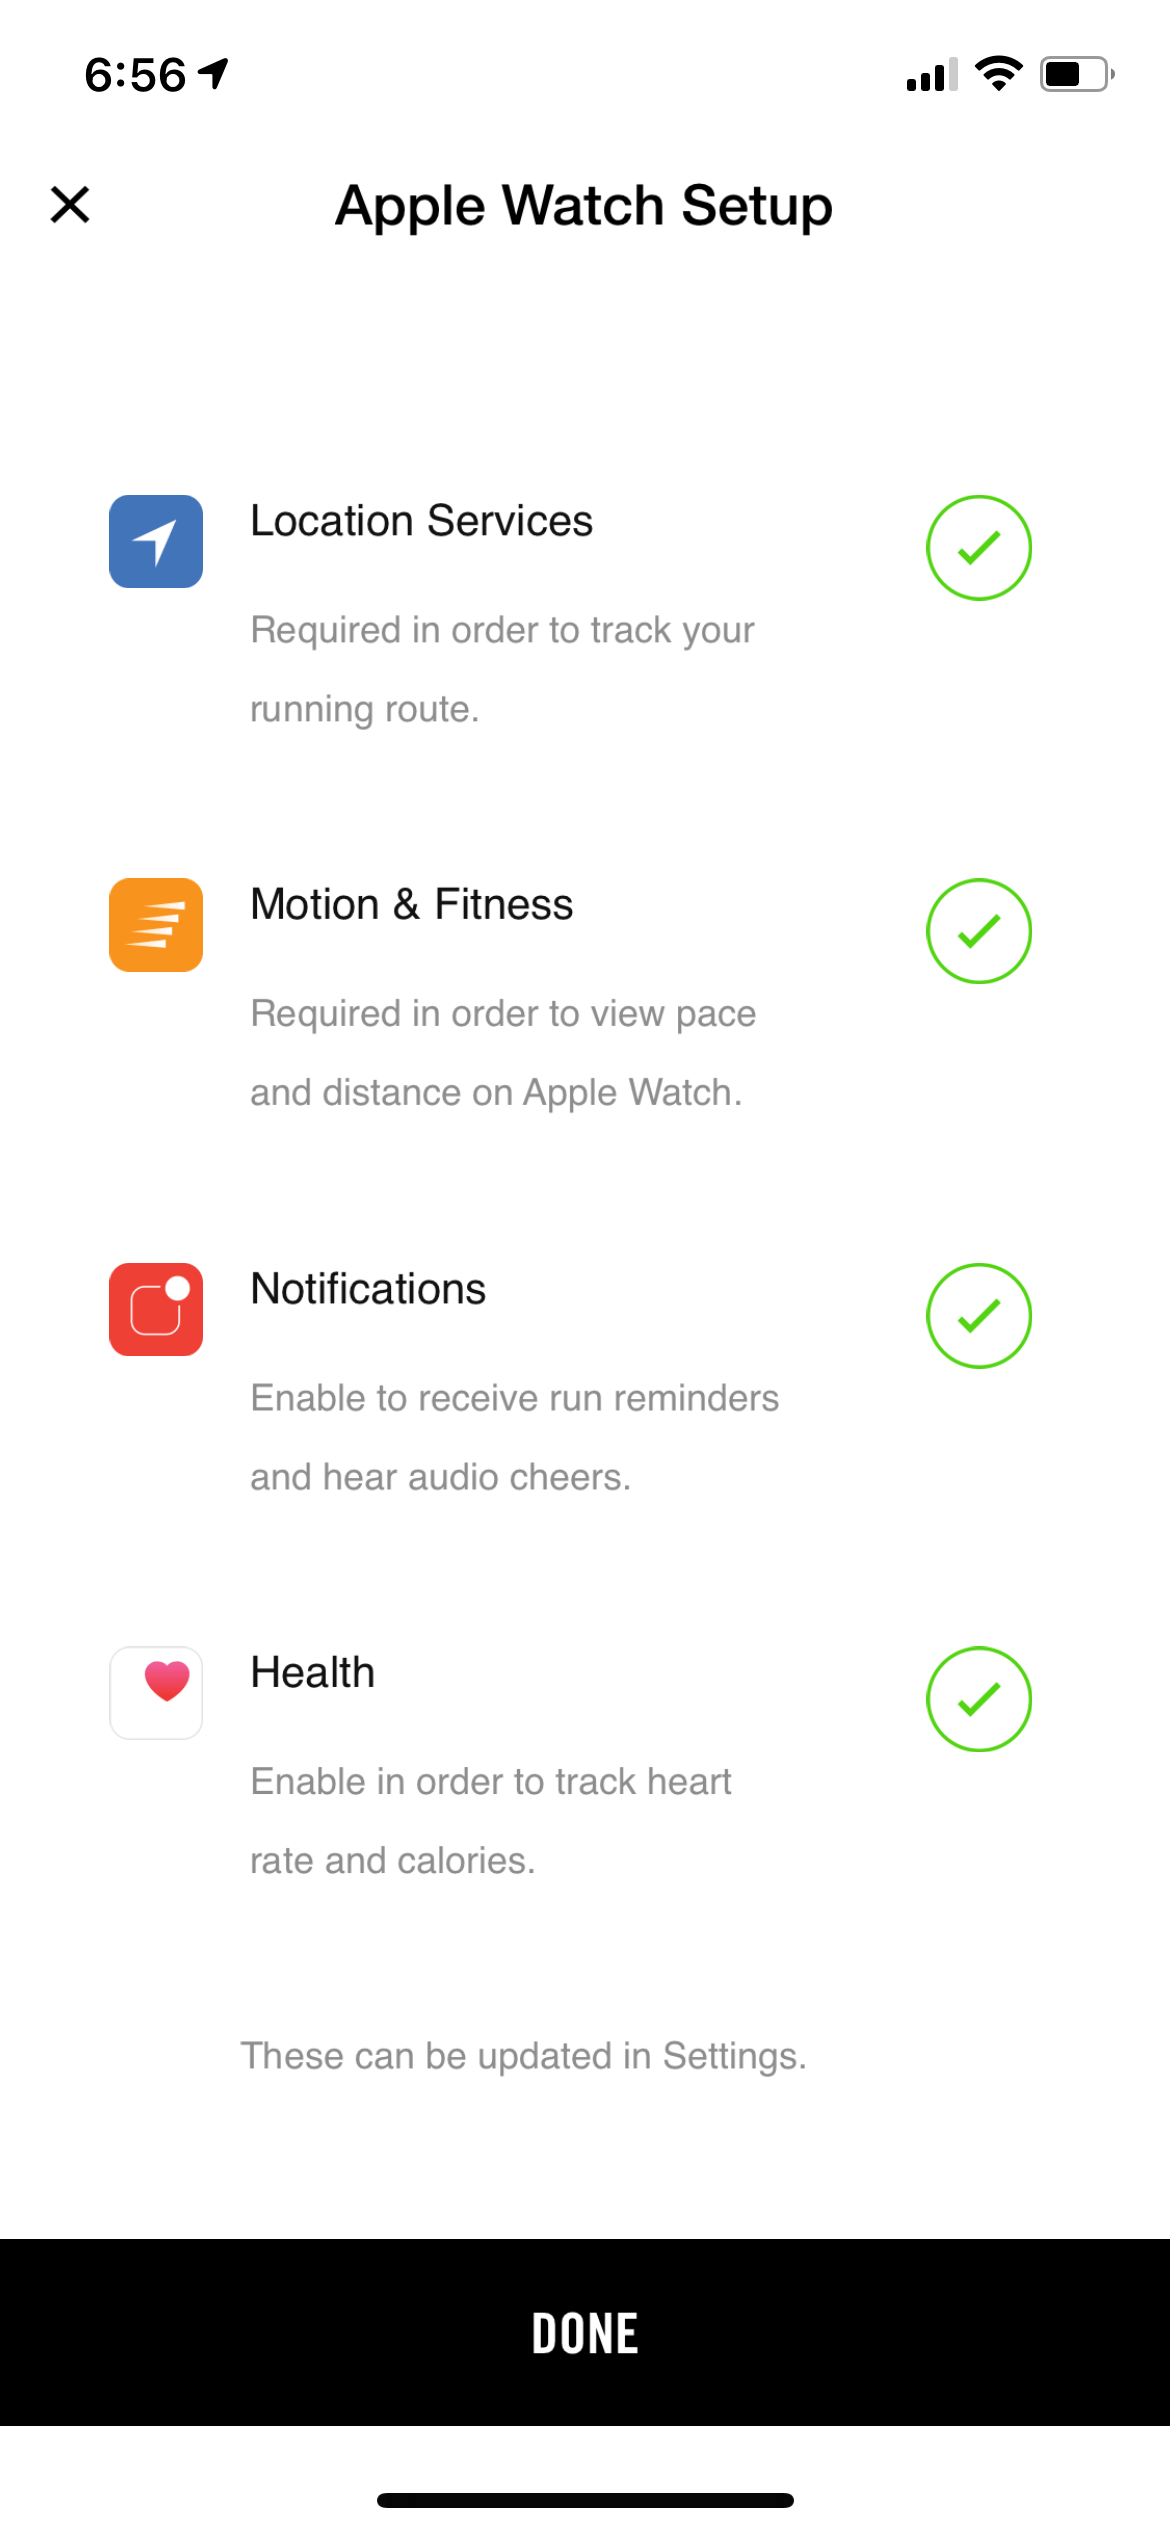 6:56
Apple Watch Setup
Location Services
Required in order to track your
running route.
Motion & Fitness
Required in order to view pace
and distance on Apple Watch.
Notifications
Enable to receive run reminders
and hear audio cheers.
Health
Enable in order to track heart
rate and calories.
These can be updated in Settings.
DONE